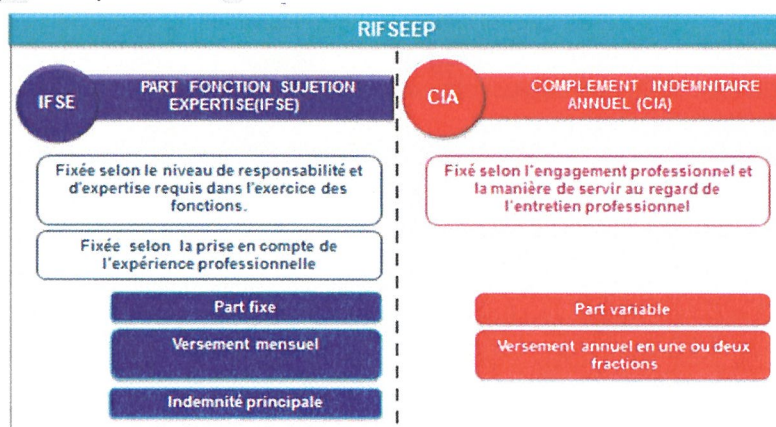 RIFSEEP
IFSE
PART FONCTION SUJETION
EXPERTISE(IFSE)
Fixée selon le niveau de responsabilité et
d'expertise requis dans l'exercice des
fonctions.
Fixée selon la prise en compte de
l'expérience professionnelle
Part fixe
Versement mensuel
Indemnité principale
CIA
COMPLEMENT INDEMNITAIRE
ANNUEL (CIA)
Fixé selon l'engagement professionnel et
la manière de servir au regard de
l'entretien professionnel
Part variable
Versement annuel en une ou deux
fractions